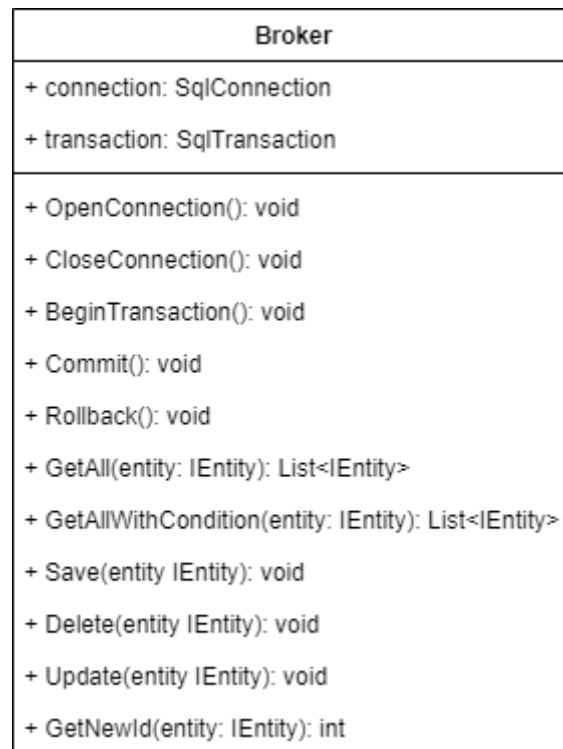 Broker
+ connection: SqlConnection
+ transaction: SqlTransaction
+ OpenConnection(): void
+ CloseConnection(): void
+ BeginTransaction(): void
+ Commit(): void
+ Rollback(): void
+ GetAll(entity: IEntity): List<IEntity>
+ GetAllWithCondition(entity: IEntity): List<IEntity>
+ Save(entity IEntity): void
+ Delete(entity IEntity): void
+ Update(entity IEntity): void
+ GetNewId(entity: IEntity): int